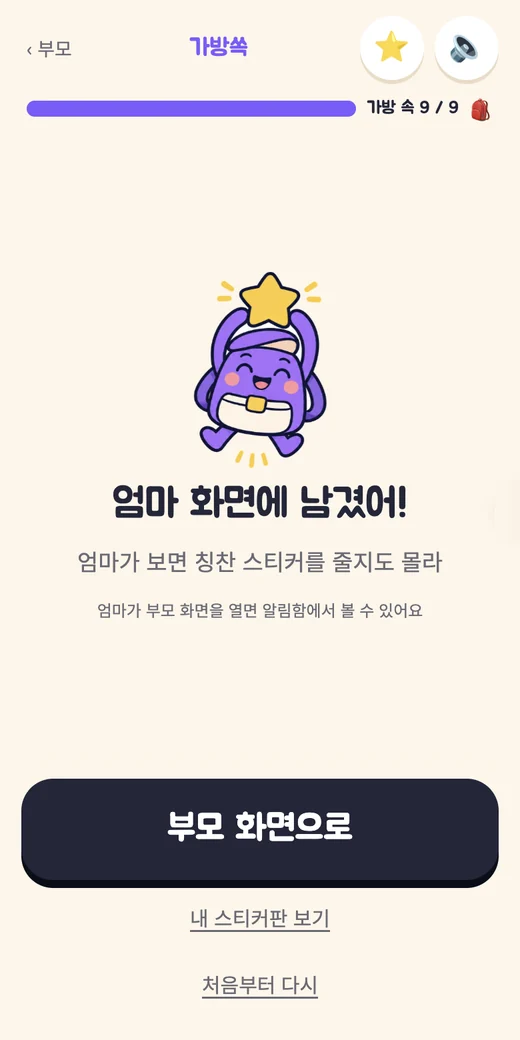 ‹ 부모
가방쏙
가방 속 9 / 9
엄마 화면에 남겼어!
엄마가 보면 칭찬 스티커를 줄지도 몰라
엄마가 부모 화면을 열면 알림함에서 볼 수 있어요
부모 화면으로
내 스티커판 보기
처음부터 다시